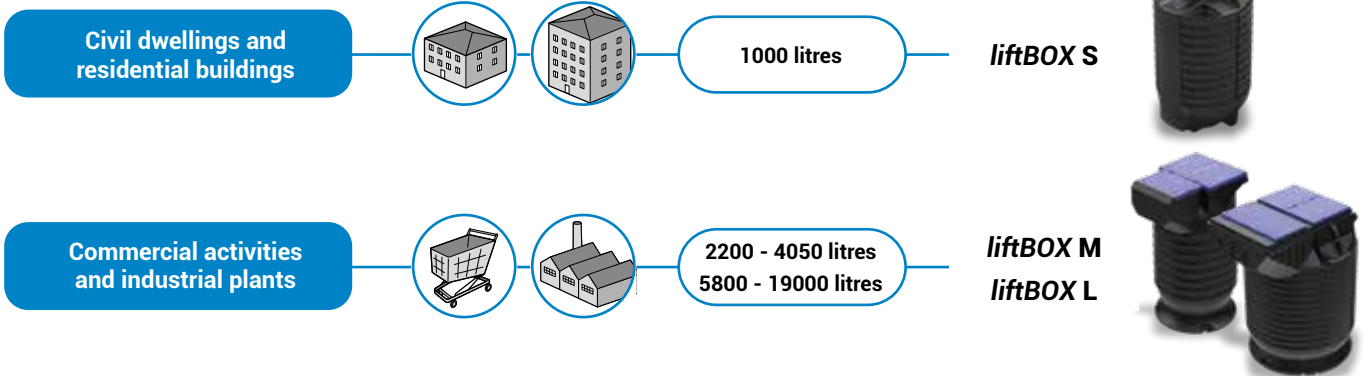 Civil dwellings and
residential buildings
1000 litres
liftBOX S
Commercial activities
and industrial plants
2200 - 4050 litres
5800 - 19000 litres
liftBOX M
liftBOX L